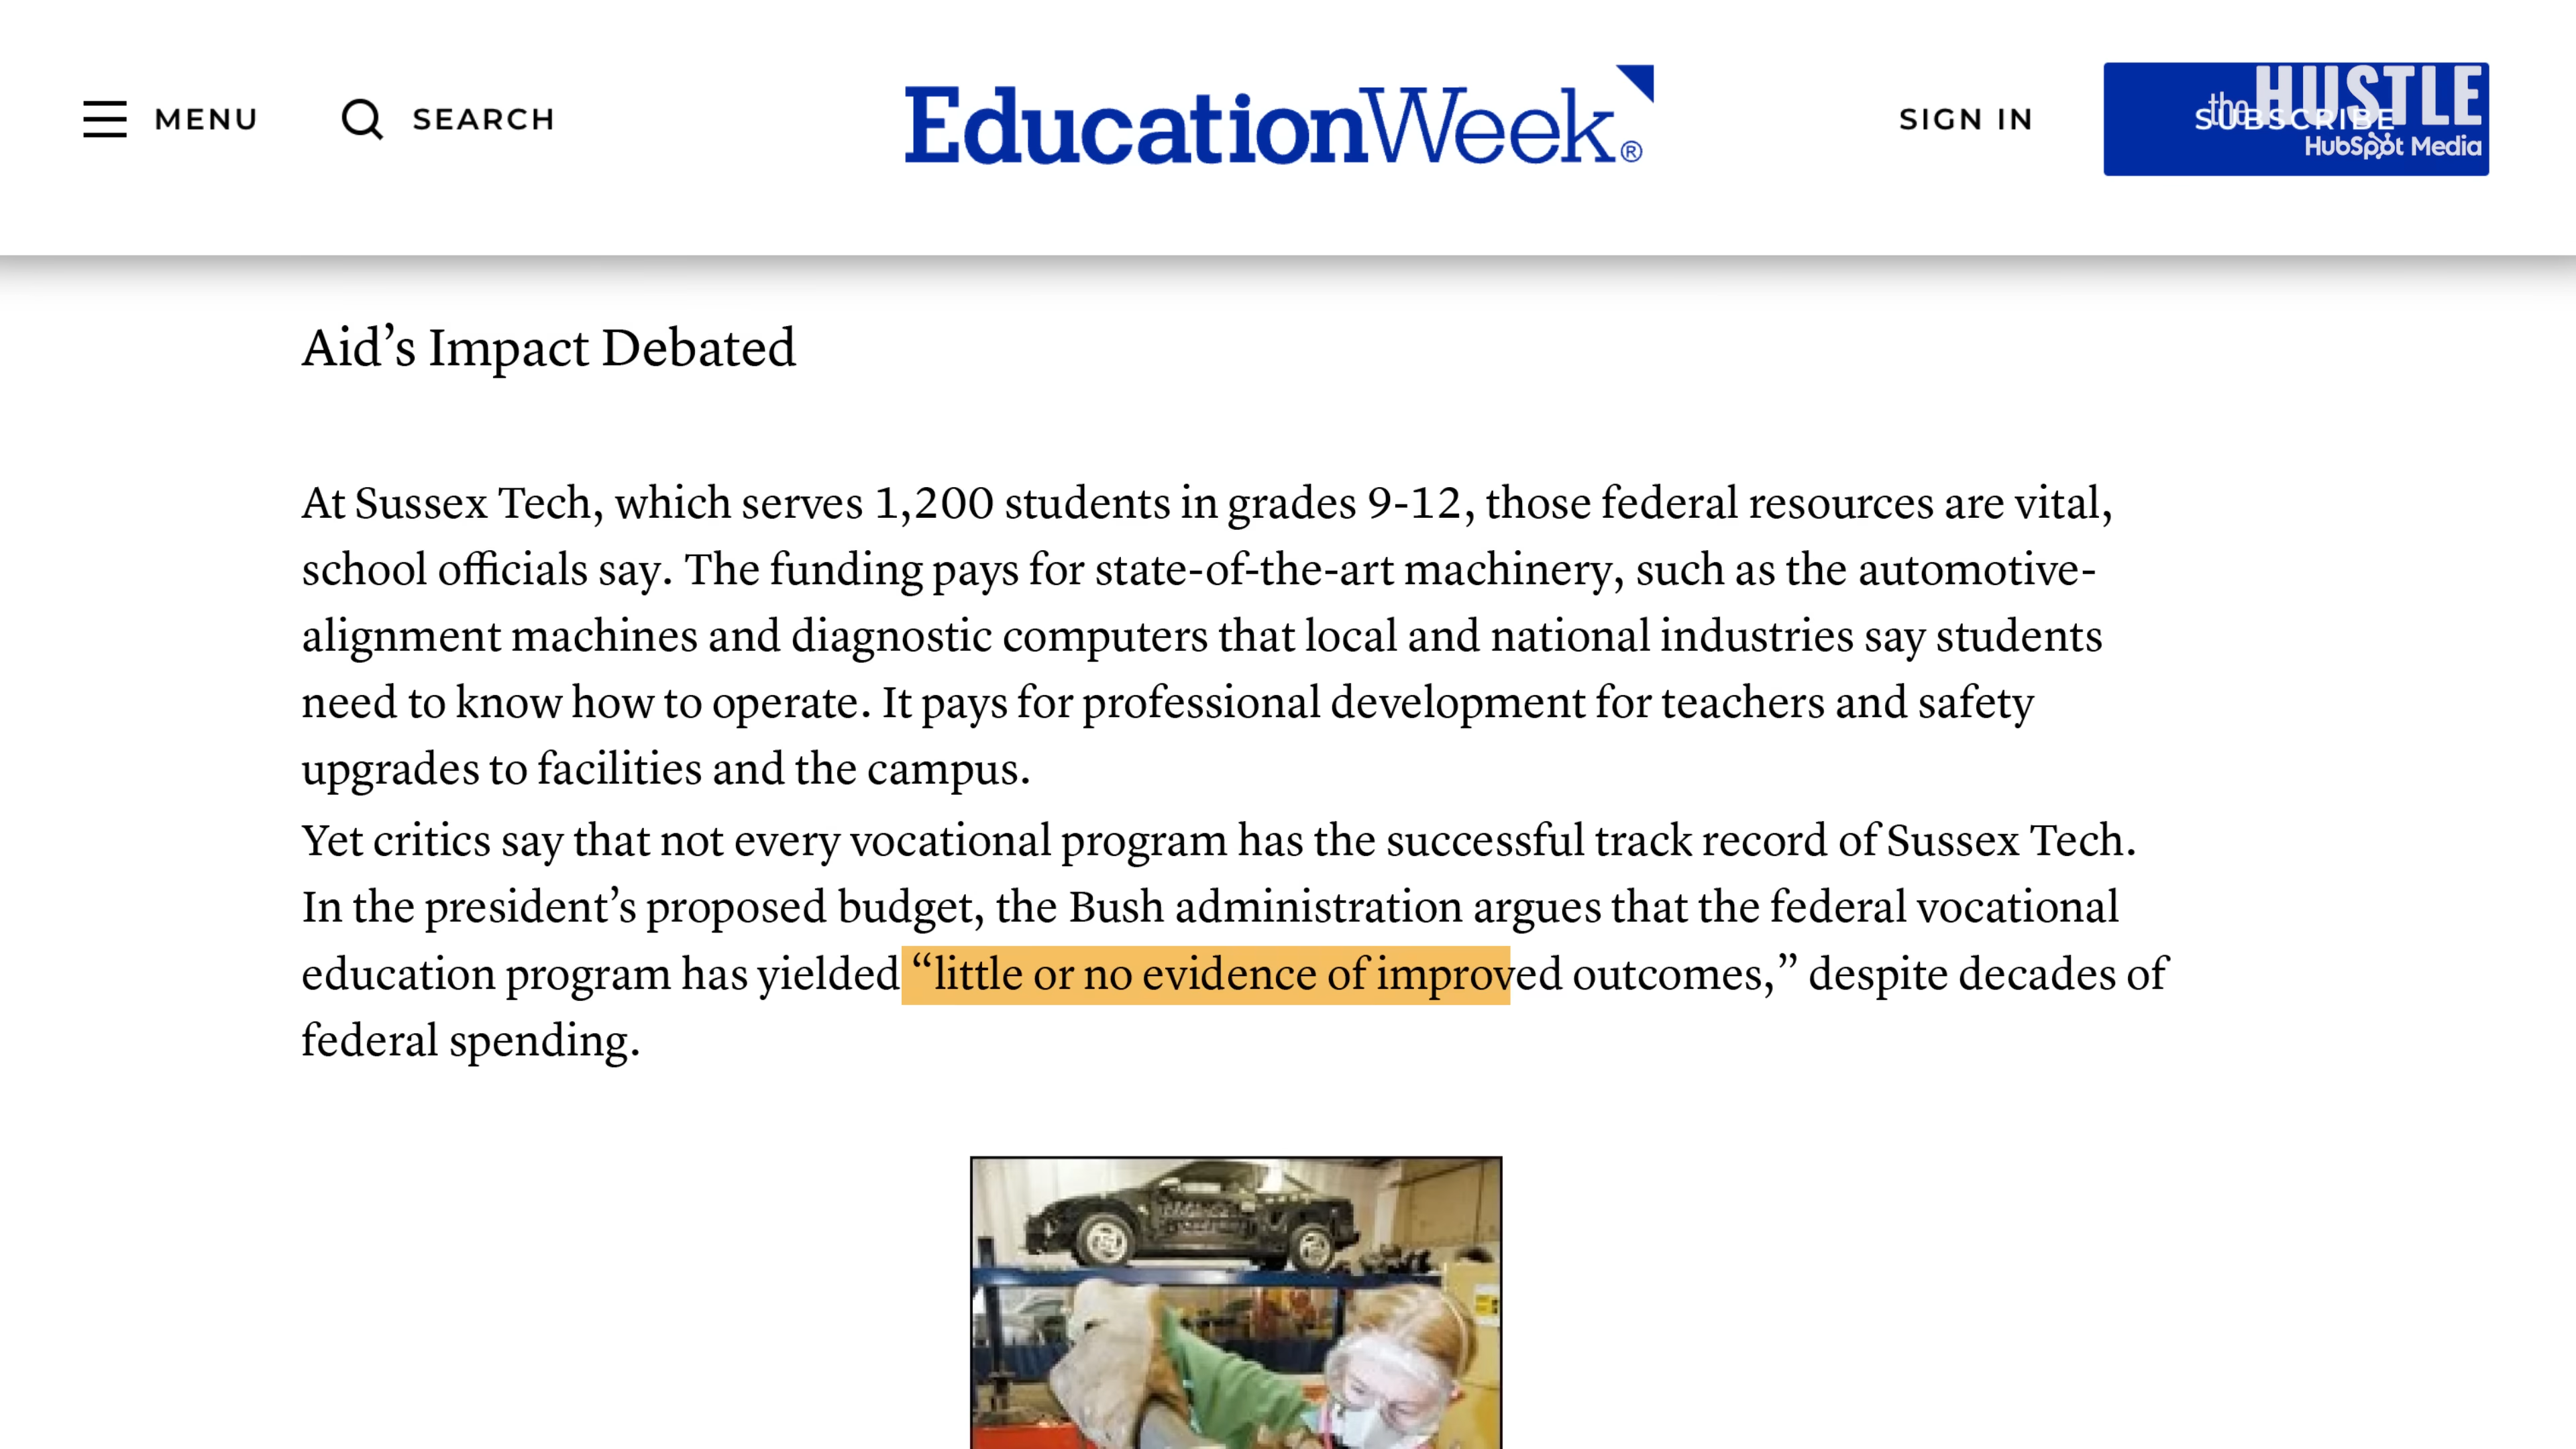 MENU
SEARCH
EducationWeek®
SIGN IN
SUBSCRIBE
the HUSTLE
HubSpot Media
Aid’s Impact Debated
At Sussex Tech, which serves 1,200 students in grades 9-12, those federal resources are vital,
school officials say. The funding pays for state-of-the-art machinery, such as the automotive-
alignment machines and diagnostic computers that local and national industries say students
need to know how to operate. It pays for professional development for teachers and safety
upgrades to facilities and the campus.
Yet critics say that not every vocational program has the successful track record of Sussex Tech.
In the president’s proposed budget, the Bush administration argues that the federal vocational
education program has yielded “little or no evidence of improved outcomes,” despite decades of
federal spending.